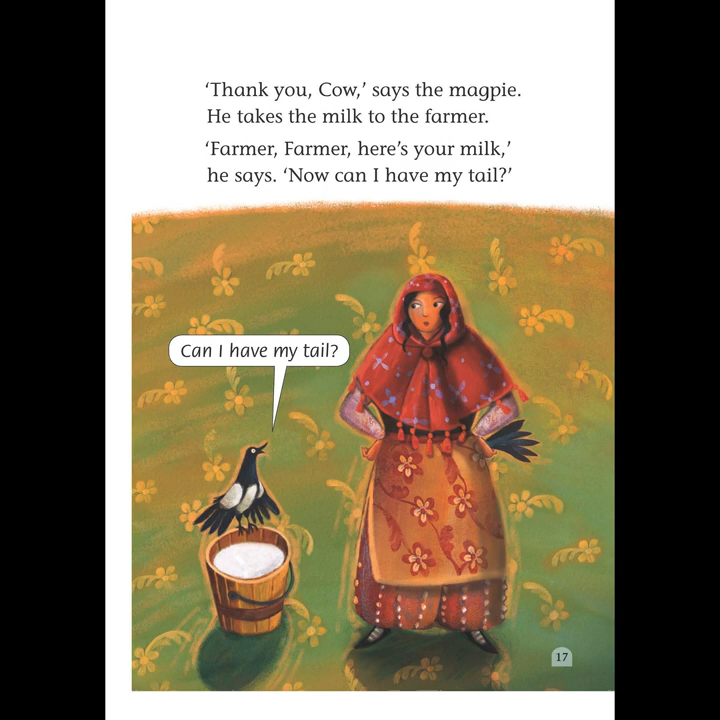 ‘Thank you, Cow,’ says the magpie.
He takes the milk to the farmer.
‘Farmer, Farmer, here’s your milk,’
he says. ‘Now can I have my tail?’
Can I have my tail?
17